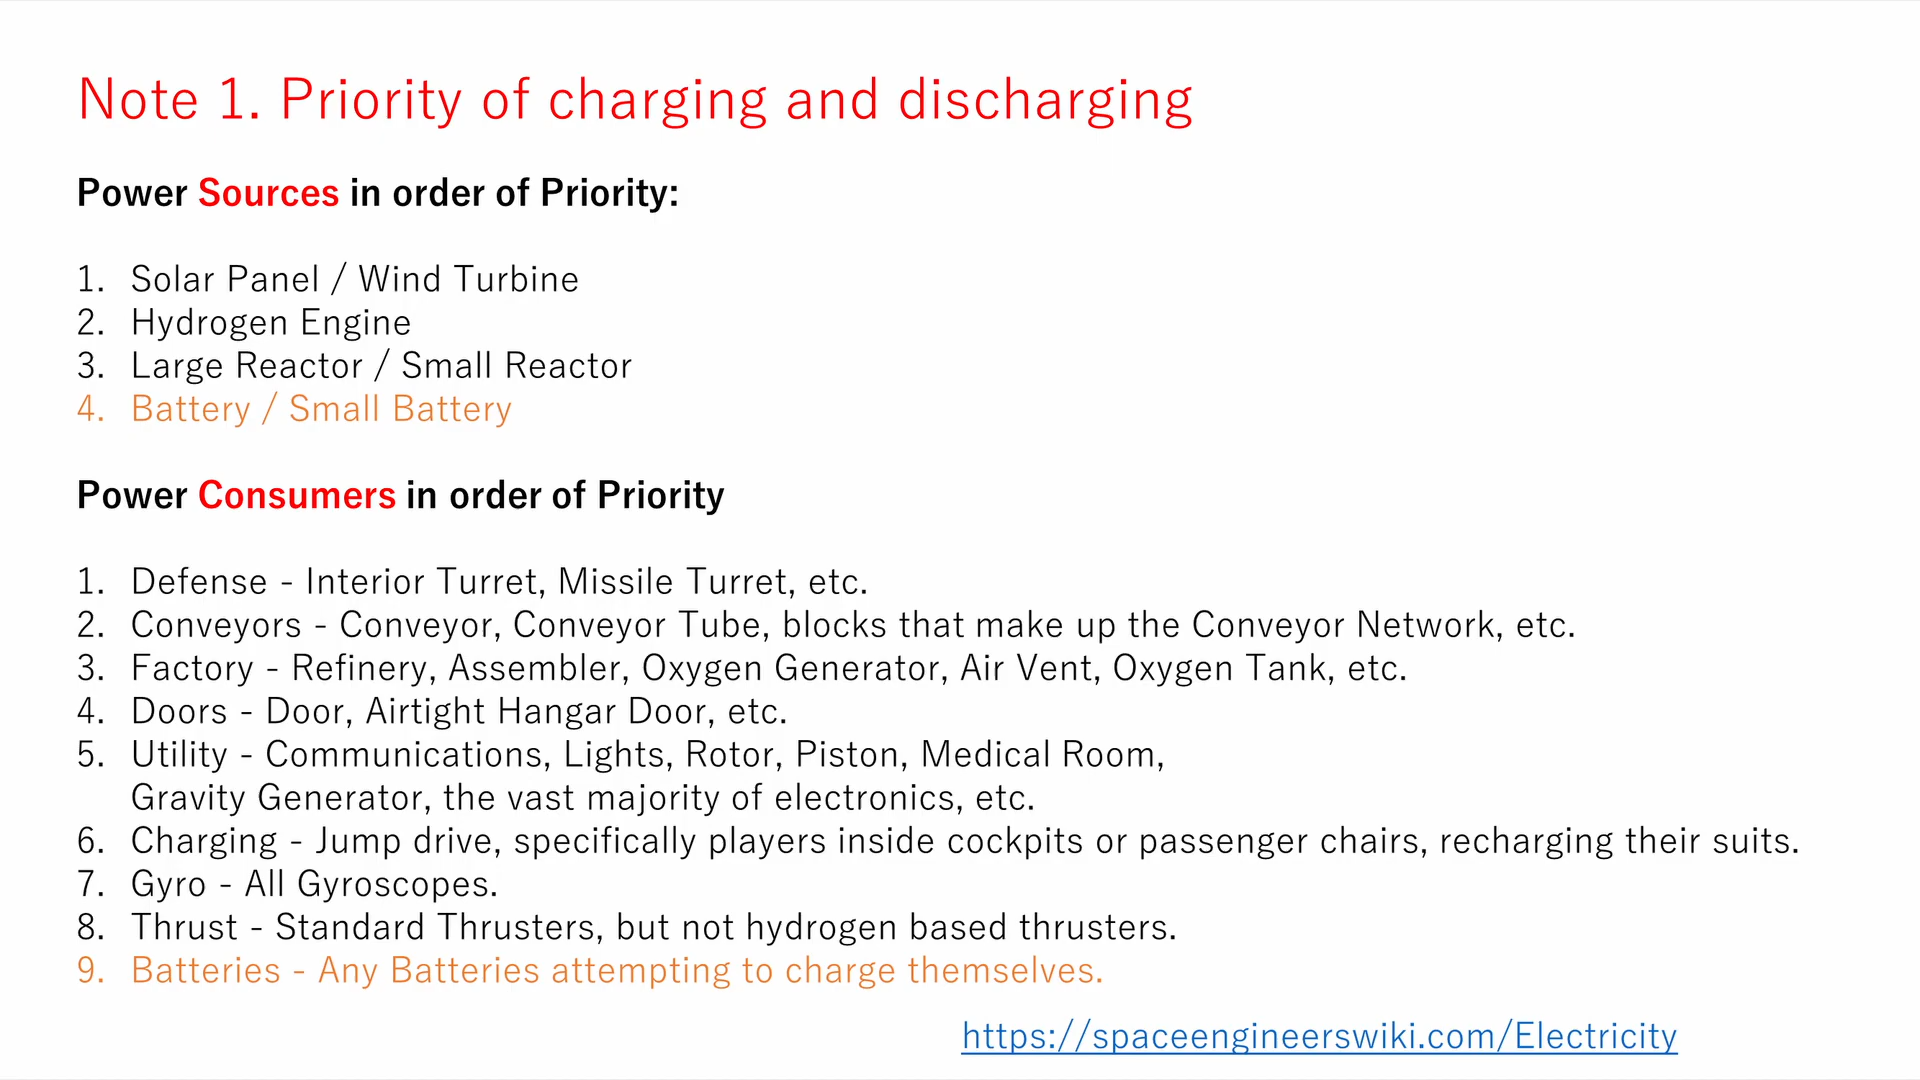 Note 1. Priority of charging and discharging
Power Sources in order of Priority:
1. Solar Panel / Wind Turbine
2. Hydrogen Engine
3. Large Reactor / Small Reactor
4. Battery / Small Battery
Power Consumers in order of Priority
1. Defense - Interior Turret, Missile Turret, etc.
2. Conveyors - Conveyor, Conveyor Tube, blocks that make up the Conveyor Network, etc.
3. Factory - Refinery, Assembler, Oxygen Generator, Air Vent, Oxygen Tank, etc.
4. Doors - Door, Airtight Hangar Door, etc.
5. Utility - Communications, Lights, Rotor, Piston, Medical Room,
Gravity Generator, the vast majority of electronics, etc.
6. Charging - Jump drive, specifically players inside cockpits or passenger chairs, recharging their suits.
7. Gyro - All Gyroscopes.
8. Thrust - Standard Thrusters, but not hydrogen based thrusters.
9. Batteries - Any Batteries attempting to charge themselves.
https://spaceengineerswiki.com/Electricity